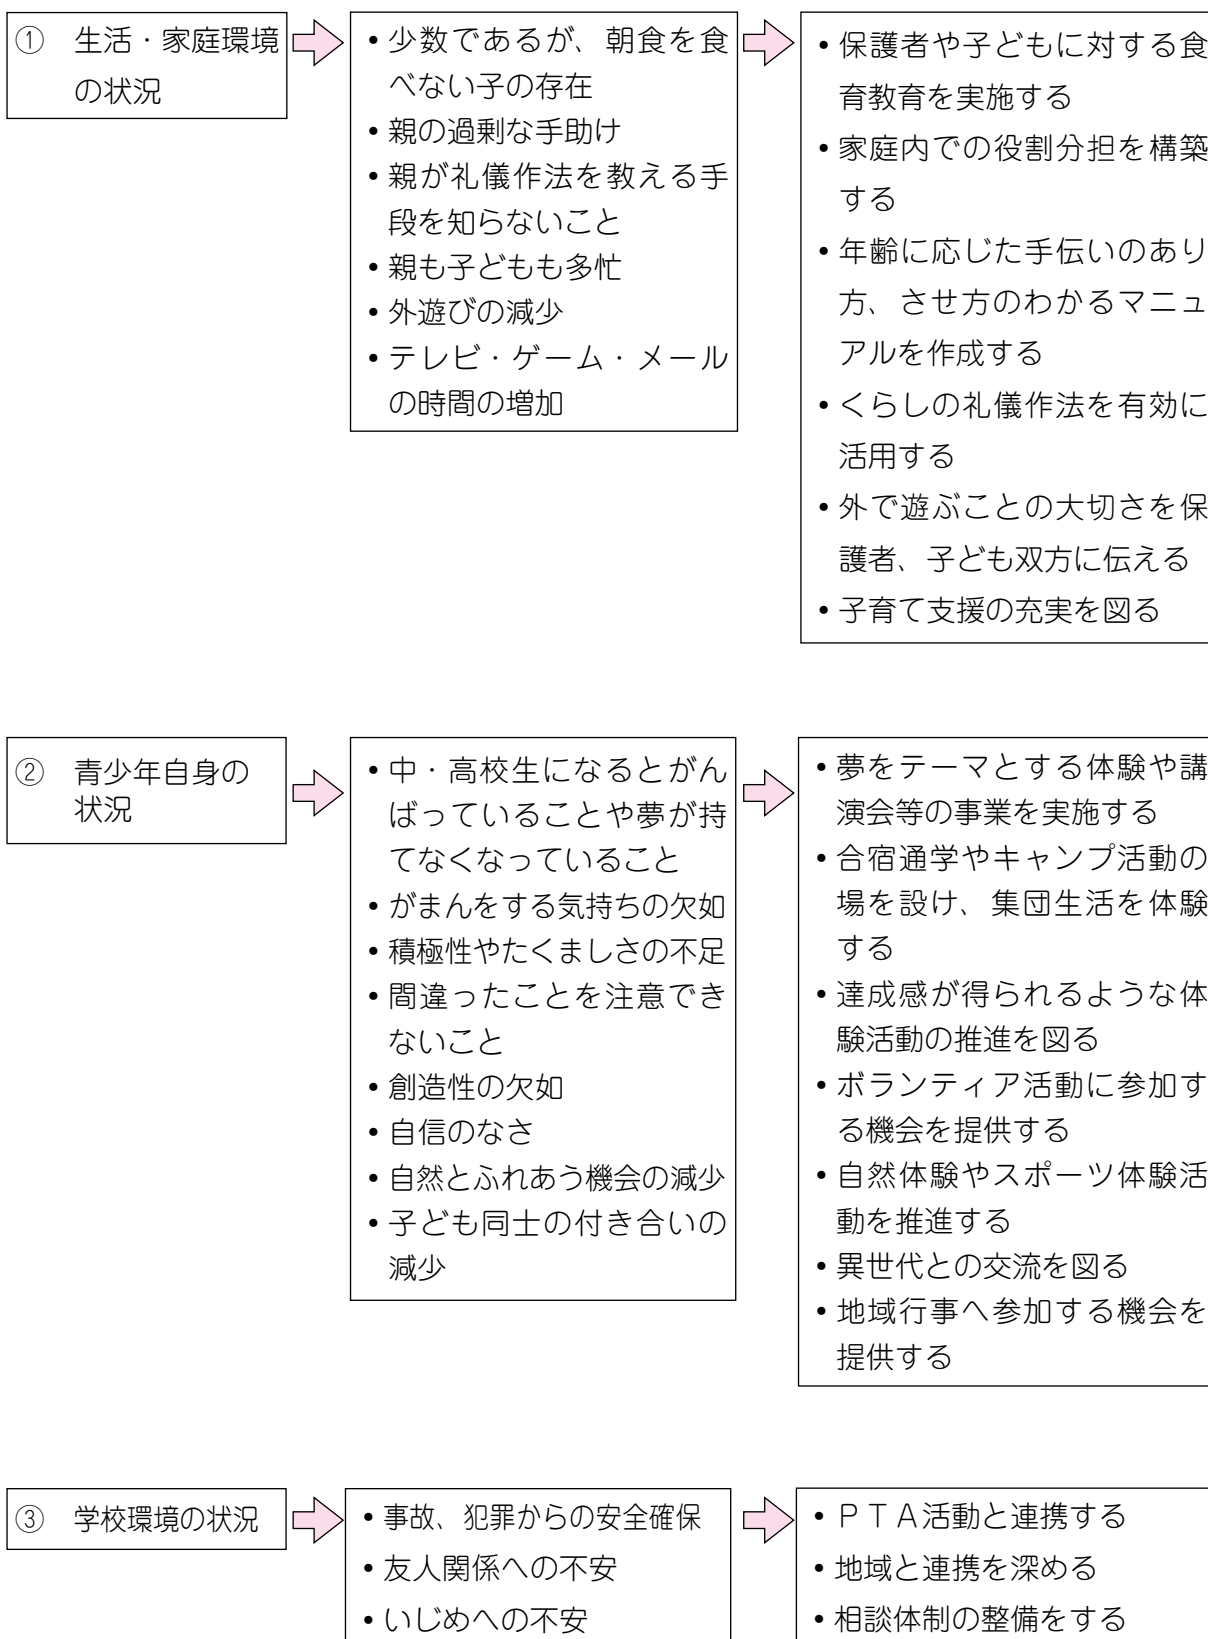 ① 生活・家庭環境
の状況
• 少数であるが、朝食を食
べない子の存在
• 親の過剰な手助け
• 親が礼儀作法を教える手
段を知らないこと
• 親も子どもも多忙
• 外遊びの減少
• テレビ・ゲーム・メール
の時間の増加
• 保護者や子どもに対する食
育教育を実施する
• 家庭内での役割分担を構築
する
• 年齢に応じた手伝いのあり
方、させ方のわかるマニュ
アルを作成する
• くらしの礼儀作法を有効に
活用する
• 外で遊ぶことの大切さを保
護者、子ども双方に伝える
• 子育て支援の充実を図る
② 青少年自身の
状況
• 中・高校生になるとがん
ばっていることや夢が持
てなくなっていること
• がまんをする気持ちの欠如
• 積極性やたくましさの不足
• 間違ったことを注意でき
ないこと
• 創造性の欠如
• 自信のなさ
• 自然とふれあう機会の減少
• 子ども同士の付き合いの
減少
• 夢をテーマとする体験や講
演会等の事業を実施する
• 合宿通学やキャンプ活動の
場を設け、集団生活を体験
する
• 達成感が得られるような体
験活動の推進を図る
• ボランティア活動に参加す
る機会を提供する
• 自然体験やスポーツ体験活
動を推進する
• 異世代との交流を図る
• 地域行事へ参加する機会を
提供する
③ 学校環境の状況
• 事故、犯罪からの安全確保
• 友人関係への不安
• いじめへの不安
• ＰＴＡ活動と連携する
• 地域と連携を深める
• 相談体制の整備をする